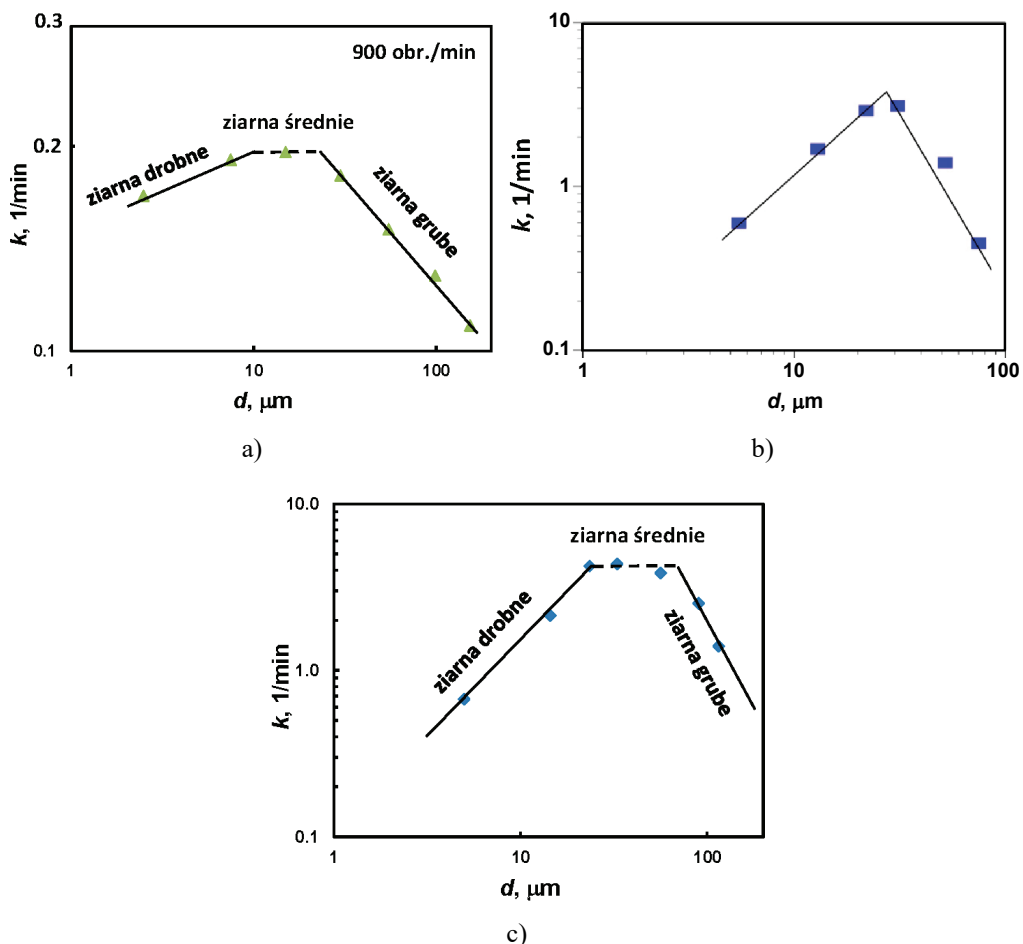 0.3
900 obr./min
ziarna średnie
0.2
ziarna drobne
ziarna grube
k, 1/min
0.1
1
10
100
d, µm
a)
10
k, 1/min
1
0.1
1
10
100
d, µm
b)
10.0
ziarna średnie
ziarna drobne
ziarna grube
k, 1/min
1.0
0.1
1
10
100
d, µm
c)